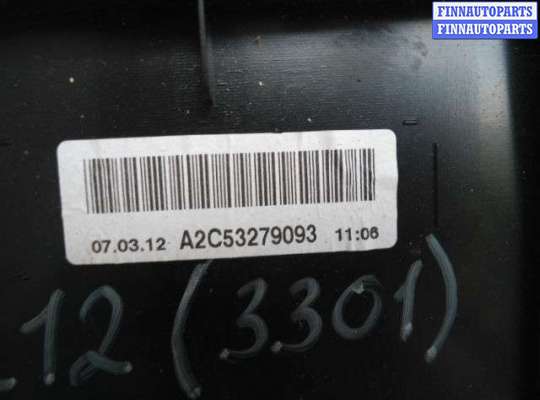 FINNAUTOPARTS
FINNAUTOPARTS
07.03.12 A2C53279093 11:06
12 (3301)